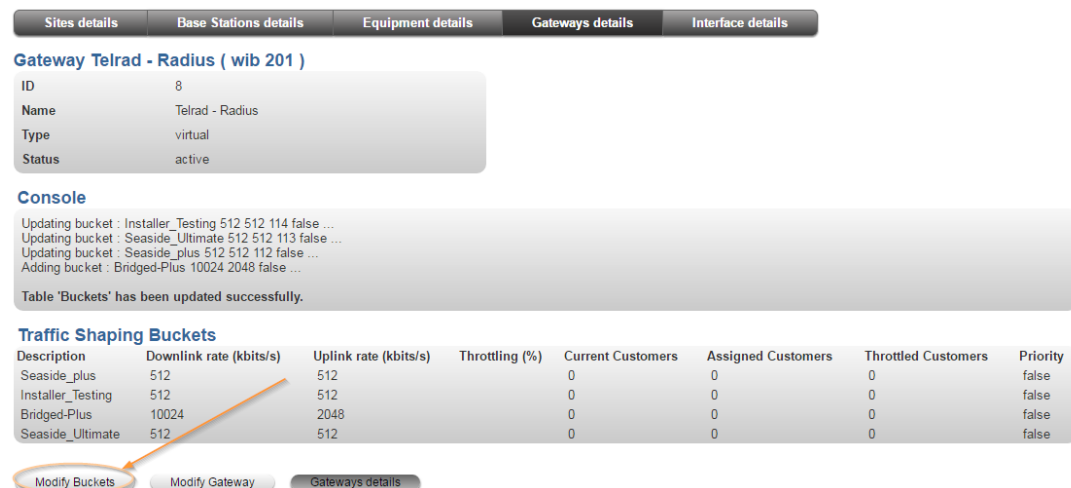 Sites details Base Stations details Equipment details Gateways details Interface details
Gateway Telrad - Radius ( wib 201 )
ID 8
Name Telrad - Radius
Type virtual
Status active
Console
Updating bucket : Installer_Testing 512 512 114 false ...
Updating bucket : Seaside_Ultimate 512 512 113 false ...
Updating bucket : Seaside_plus 512 512 112 false ...
Adding bucket : Bridged-Plus 10024 2048 false ...
Table 'Buckets' has been updated successfully.
Traffic Shaping Buckets
Description Downlink rate (kbits/s) Uplink rate (kbits/s) Throttling (%) Current Customers Assigned Customers Throttled Customers Priority
Seaside_plus 512 512 0 0 0 false
Installer_Testing 512 512 0 0 0 false
Bridged-Plus 10024 2048 0 0 0 false
Seaside_Ultimate 512 512 0 0 0 false
Modify Buckets Modify Gateway Gateways details